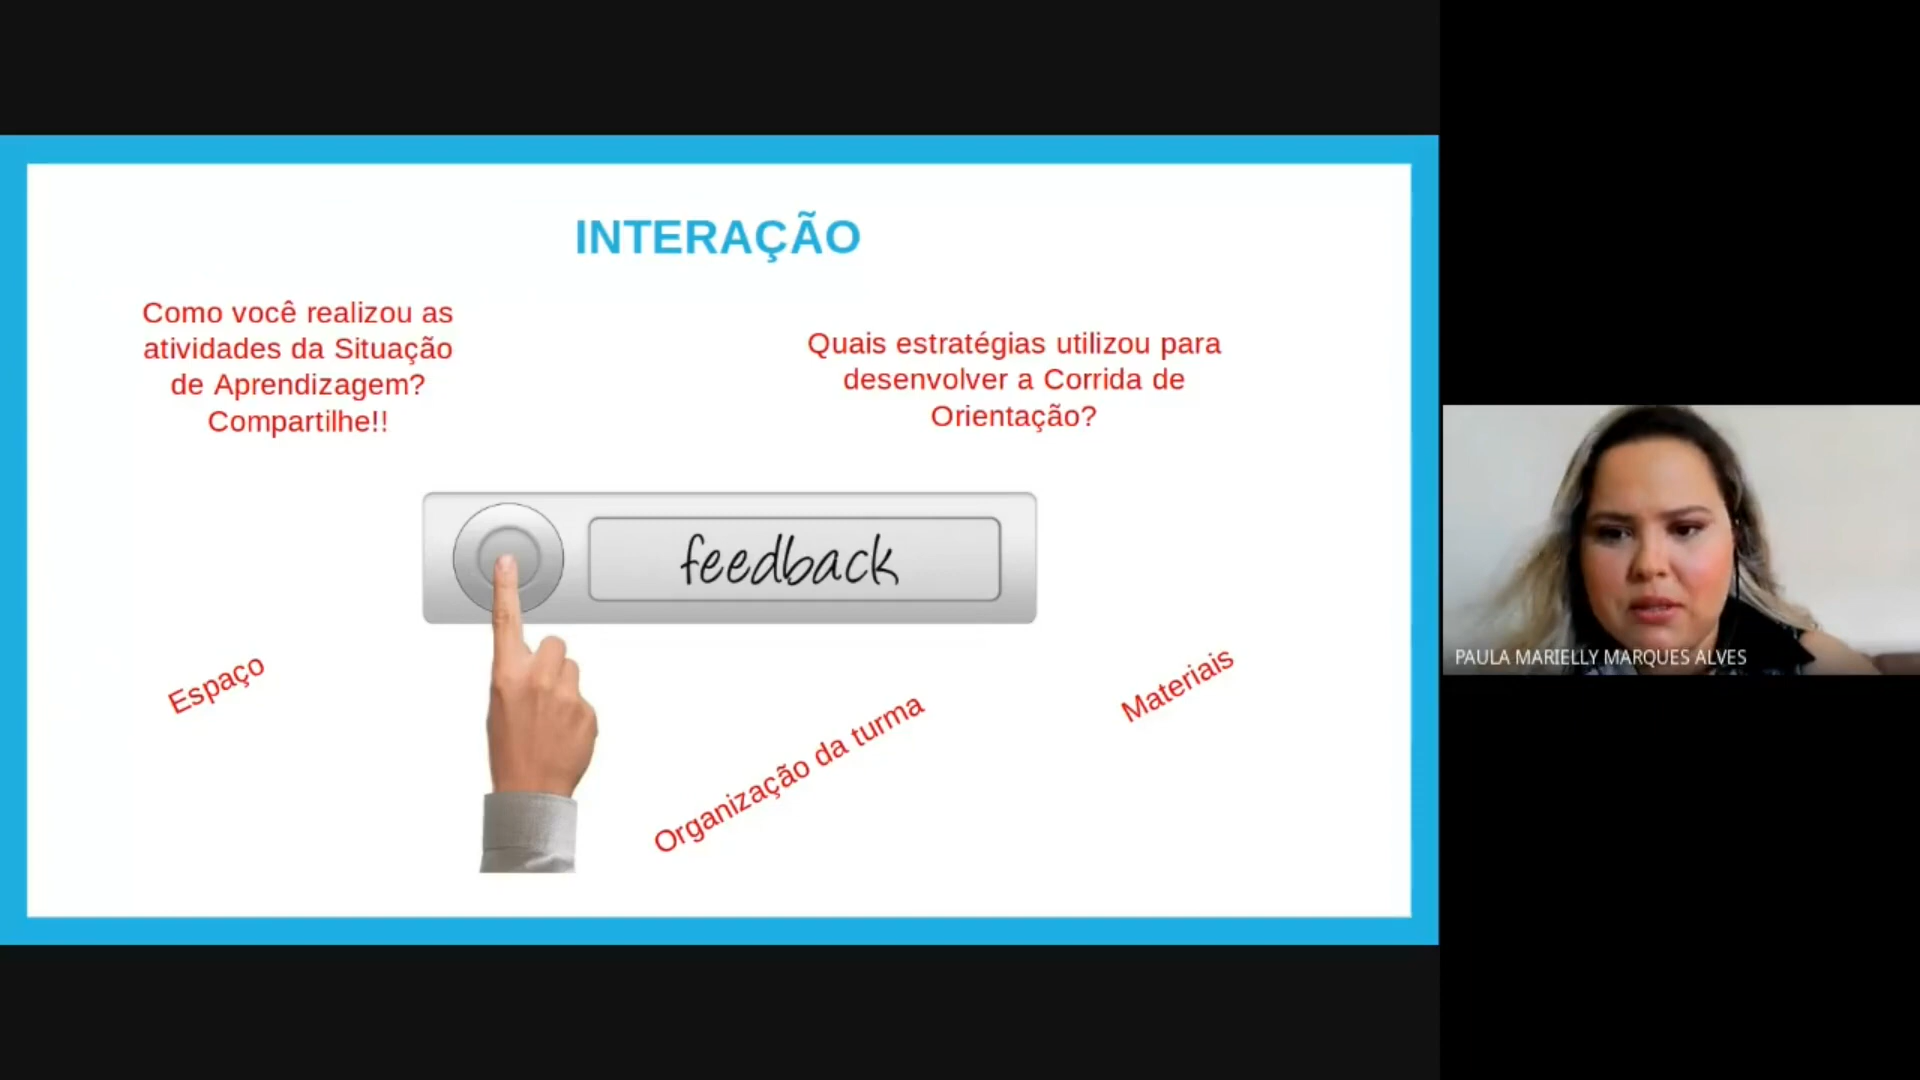 INTERAÇÃO
Como você realizou as
atividades da Situação
de Aprendizagem?
Compartilhe!!
Quais estratégias utilizou para
desenvolver a Corrida de
Orientação?
feedback
Espaço
Organização da turma
Materiais
PAULA MARIELLY MARQUES ALVES